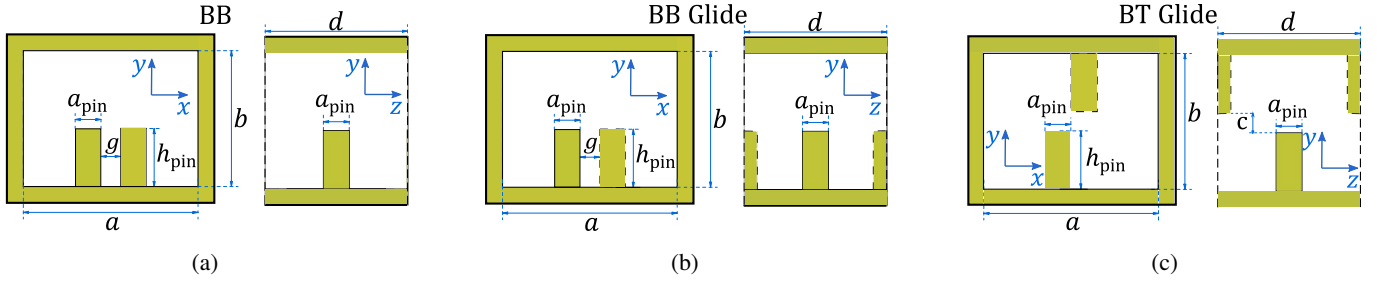 BB
d
y
x
a_pin
g
h_pin
b
a
y
z
a_pin
(a)
BB Glide
d
y
x
a_pin
g
h_pin
b
a
y
z
a_pin
(b)
BT Glide
d
a_pin
y
x
h_pin
b
a
c
a_pin
y
z
(c)